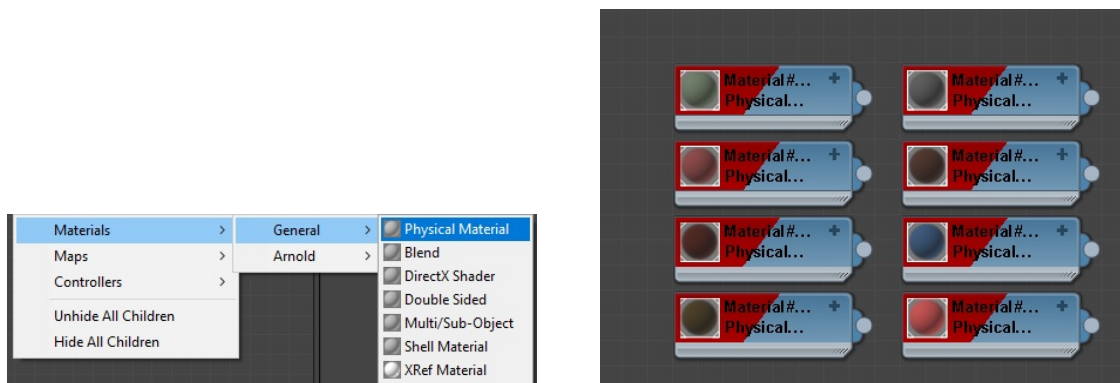 Materials >
Maps >
Controllers >
Unhide All Children
Hide All Children
General >
Arnold >
Physical Material
Blend
DirectX Shader
Double Sided
Multi/Sub-Object
Shell Material
XRef Material
Material#...
Physical...
Material#...
Physical...
Material#...
Physical...
Material#...
Physical...
Material#...
Physical...
Material#...
Physical...
Material#...
Physical...
Material#...
Physical...